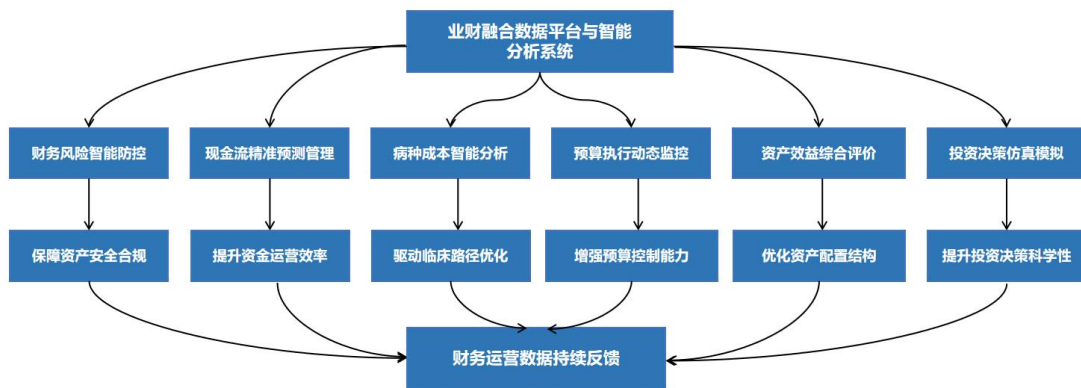 业财融合数据平台与智能
分析系统
财务风险智能防控
现金流精准预测管理
病种成本智能分析
预算执行动态监控
资产效益综合评价
投资决策仿真模拟
保障资产安全合规
提升资金运营效率
驱动临床路径优化
增强预算控制能力
优化资产配置结构
提升投资决策科学性
财务运营数据持续反馈